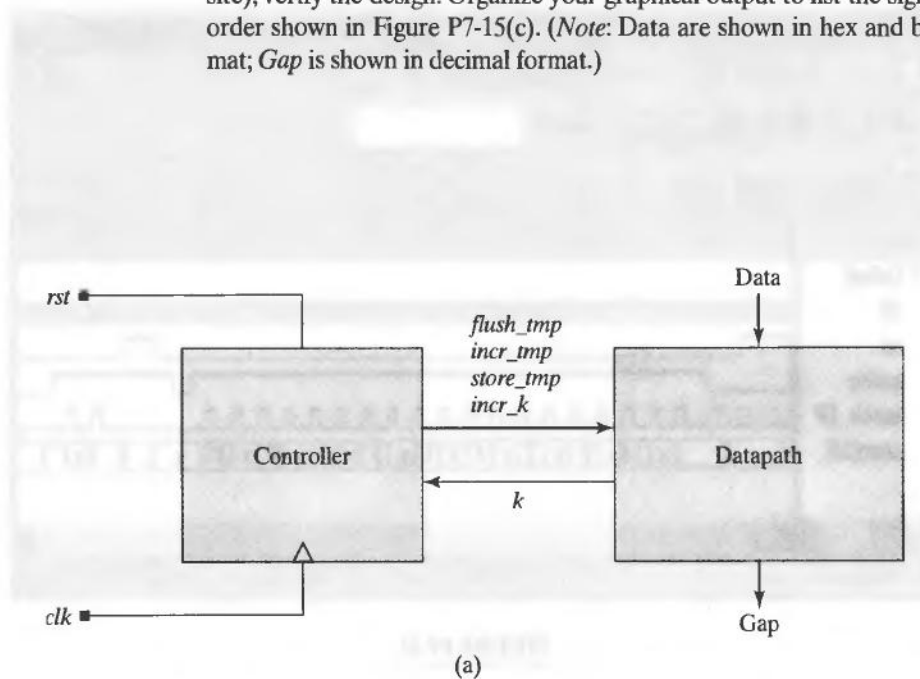 site), verify the design. Organize your graphical output to list the sig
order shown in Figure P7-15(c). (Note: Data are shown in hex and b
mat; Gap is shown in decimal format.)
rst
Data
flush_tmp
incr_tmp
store_tmp
incr_k
Controller
Datapath
k
clk
Gap
(a)